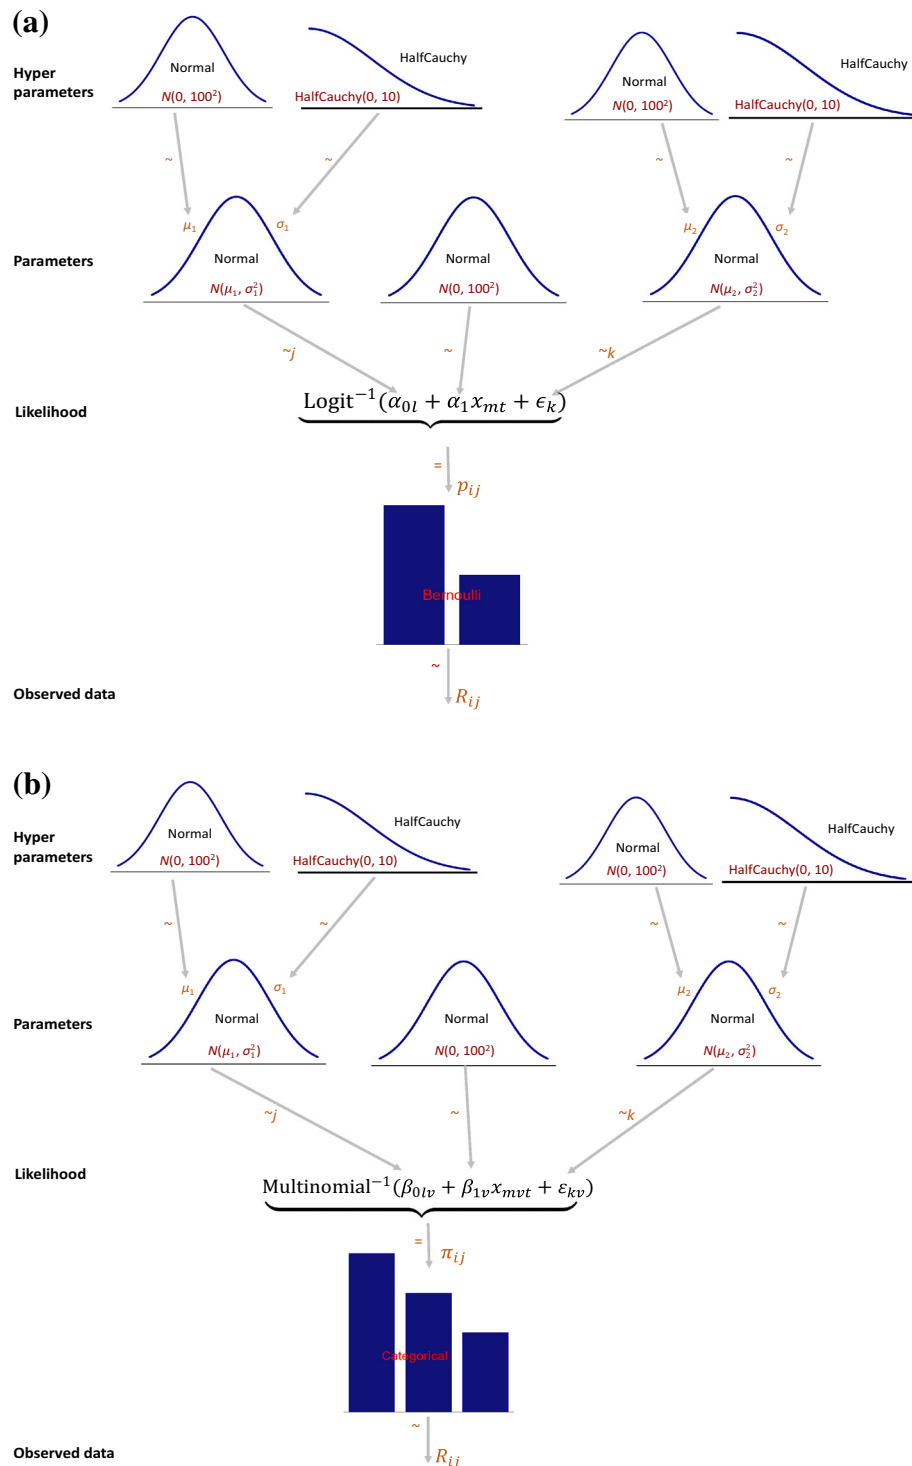 (a)
Hyper parameters
Normal
N(0, 100²)
HalfCauchy
HalfCauchy(0, 10)
Normal
N(0, 100²)
HalfCauchy
HalfCauchy(0, 10)
~
~
~
~
μ₁
σ₁
μ₂
σ₂
Parameters
Normal
N(μ₁, σ₁²)
Normal
N(0, 100²)
Normal
N(μ₂, σ₂²)
~j
~
~k
Likelihood
Logit⁻¹(α₀ₗ + α₁xₘₜ + ϵₖ)
=
pᵢⱼ
Bernoulli
~
Observed data
Rᵢⱼ
(b)
Hyper parameters
Normal
N(0, 100²)
HalfCauchy
HalfCauchy(0, 10)
Normal
N(0, 100²)
HalfCauchy
HalfCauchy(0, 10)
~
~
~
~
μ₁
σ₁
μ₂
σ₂
Parameters
Normal
N(μ₁, σ₁²)
Normal
N(0, 100²)
Normal
N(μ₂, σ₂²)
~j
~
~k
Likelihood
Multinomial⁻¹(β₀ₗᵥ + β₁ᵥxₘᵥₜ + εₖᵥ)
=
πᵢⱼ
Categorical
~
Observed data
Rᵢⱼ